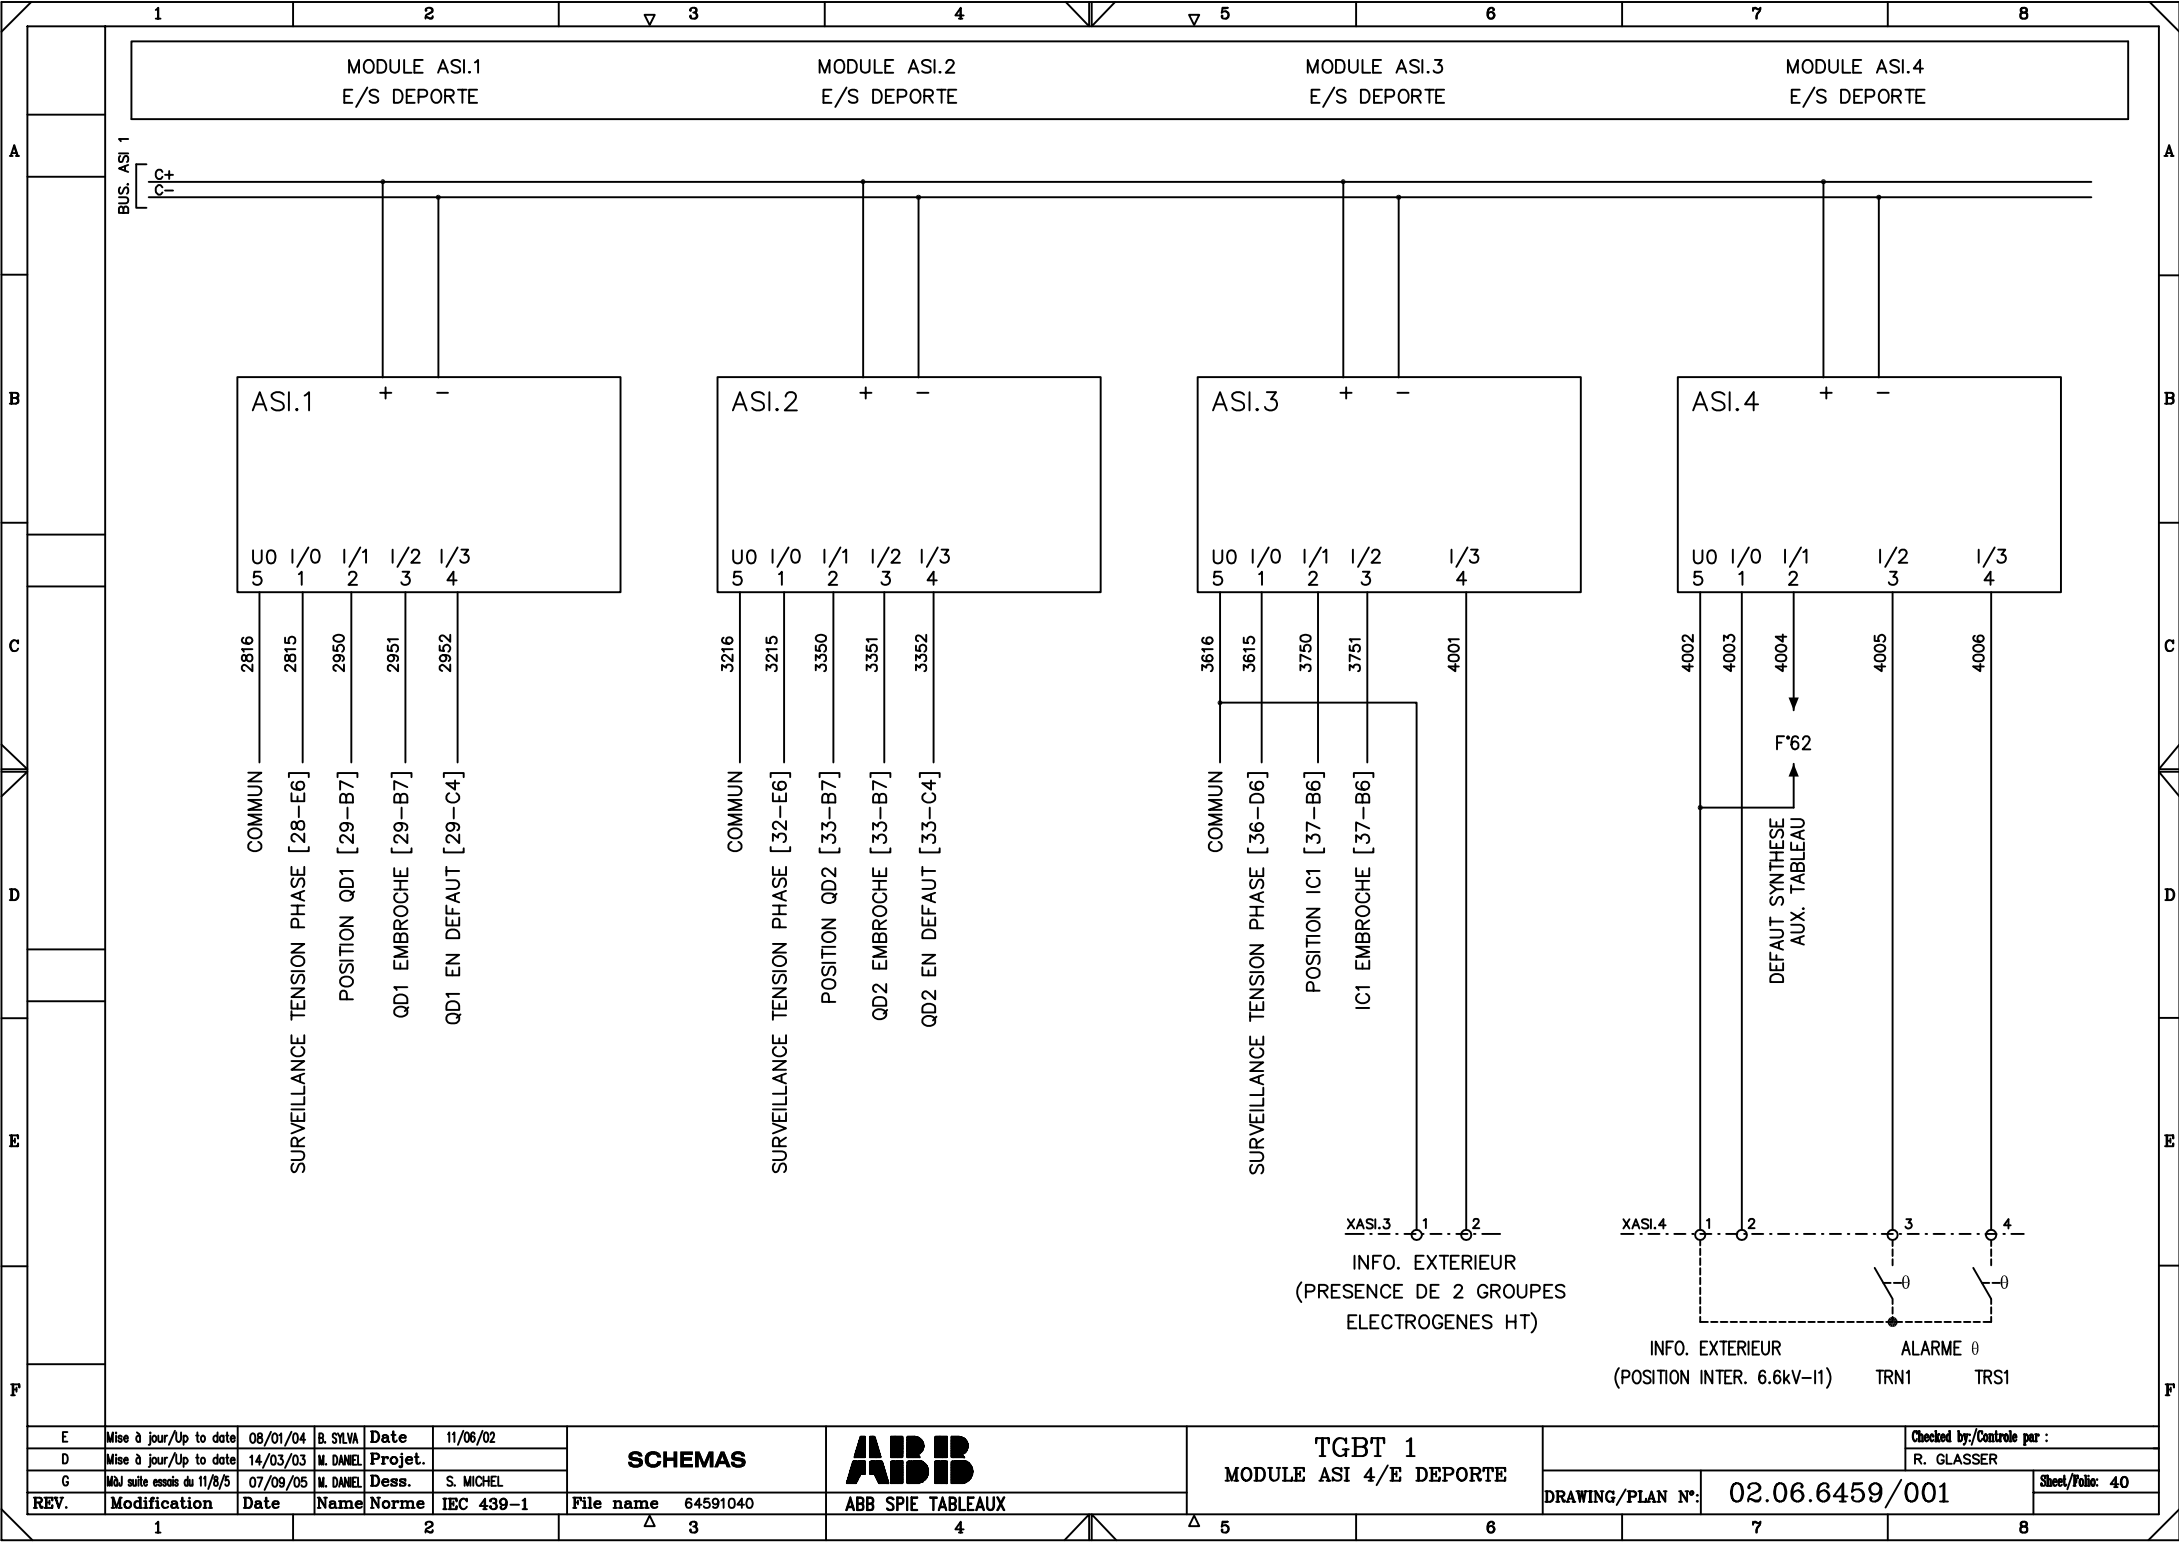 1 2 3 4 5 6 7 8
MODULE ASI.1
E/S DEPORTE
MODULE ASI.2
E/S DEPORTE
MODULE ASI.3
E/S DEPORTE
MODULE ASI.4
E/S DEPORTE
A
A
BUS. ASI 1
C+
C-
B
B
ASI.1 + -
U0 I/0 I/1 I/2 I/3
5 1 2 3 4
ASI.2 + -
U0 I/0 I/1 I/2 I/3
5 1 2 3 4
ASI.3 + -
U0 I/0 I/1 I/2 I/3
5 1 2 3 4
ASI.4 + -
U0 I/0 I/1 I/2 I/3
5 1 2 3 4
C
C
2816
2815
2950
2951
2952
3216
3215
3350
3351
3352
3616
3615
3750
3751
4001
4002
4003
4004
4005
4006
F°62
COMMUN
SURVEILLANCE TENSION PHASE [28-E6]
POSITION QD1 [29-B7]
QD1 EMBROCHE [29-B7]
QD1 EN DEFAUT [29-C4]
COMMUN
SURVEILLANCE TENSION PHASE [32-E6]
POSITION QD2 [33-B7]
QD2 EMBROCHE [33-B7]
QD2 EN DEFAUT [33-C4]
COMMUN
SURVEILLANCE TENSION PHASE [36-D6]
POSITION IC1 [37-B6]
IC1 EMBROCHE [37-B6]
DEFAUT SYNTHESE
AUX. TABLEAU
D
D
E
E
XASI.3 1 2
INFO. EXTERIEUR
(PRESENCE DE 2 GROUPES
ELECTROGENES HT)
XASI.4 1 2 3 4
θ θ
INFO. EXTERIEUR
(POSITION INTER. 6.6kV-I1)
ALARME θ
TRN1 TRS1
F
F
E Mise à jour/Up to date 08/01/04 B. SYLVA Date 11/06/02
D Mise à jour/Up to date 14/03/03 M. DANIEL Projet.
G MàJ suite essais du 11/8/5 07/09/05 M. DANIEL Dess. S. MICHEL
REV. Modification Date Name Norme IEC 439-1
SCHEMAS
File name 64591040
ABB
ABB SPIE TABLEAUX
TGBT 1
MODULE ASI 4/E DEPORTE
Checked by:/Controle par :
R. GLASSER
DRAWING/PLAN N°: 02.06.6459/001
Sheet/Folio: 40
1 2 3 4 5 6 7 8